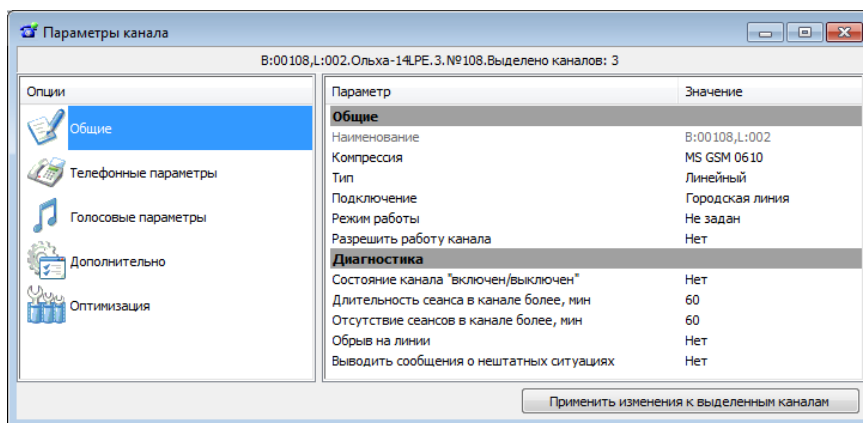 Параметры канала
B:00108,L:002.Ольха-14LPE.3.№108.Выделено каналов: 3
Опции
Общие
Телефонные параметры
Голосовые параметры
Дополнительно
Оптимизация
Параметр Значение
Общие
Наименование B:00108,L:002
Компрессия MS GSM 0610
Тип Линейный
Подключение Городская линия
Режим работы Не задан
Разрешить работу канала Нет
Диагностика
Состояние канала "включен/выключен" Нет
Длительность сеанса в канале более, мин 60
Отсутствие сеансов в канале более, мин 60
Обрыв на линии Нет
Выводить сообщения о нештатных ситуациях Нет
Применить изменения к выделенным каналам